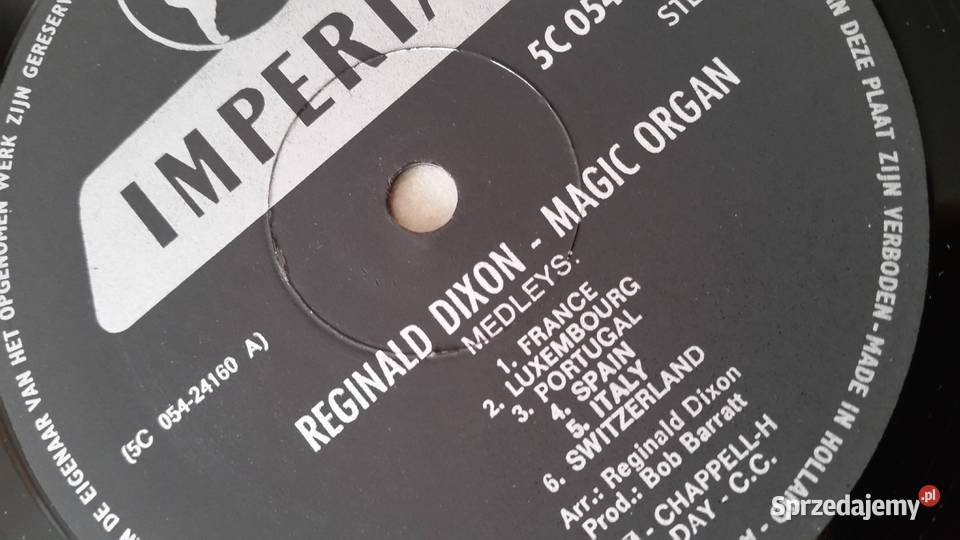 IMPERIA
5C 054
STE
REGINALD DIXON - MAGIC ORGAN
MEDLEYS:
1. FRANCE
2. LUXEMBOURG
3. PORTUGAL
4. SPAIN
5. ITALY
6. SWITZERLAND
Arr.: Reginald Dixon
Prod.: Bob Barratt
- CHAPPELL-H
DAY - C.C.
(5C 054-24160 A)
N DE EIGENAAR VAN HET OPGENOMEN WERK ZIJN GERESERV
AN DEZE PLAAT ZIJN VERBODEN - MADE IN HOLLAN
Sprzedajemy.pl